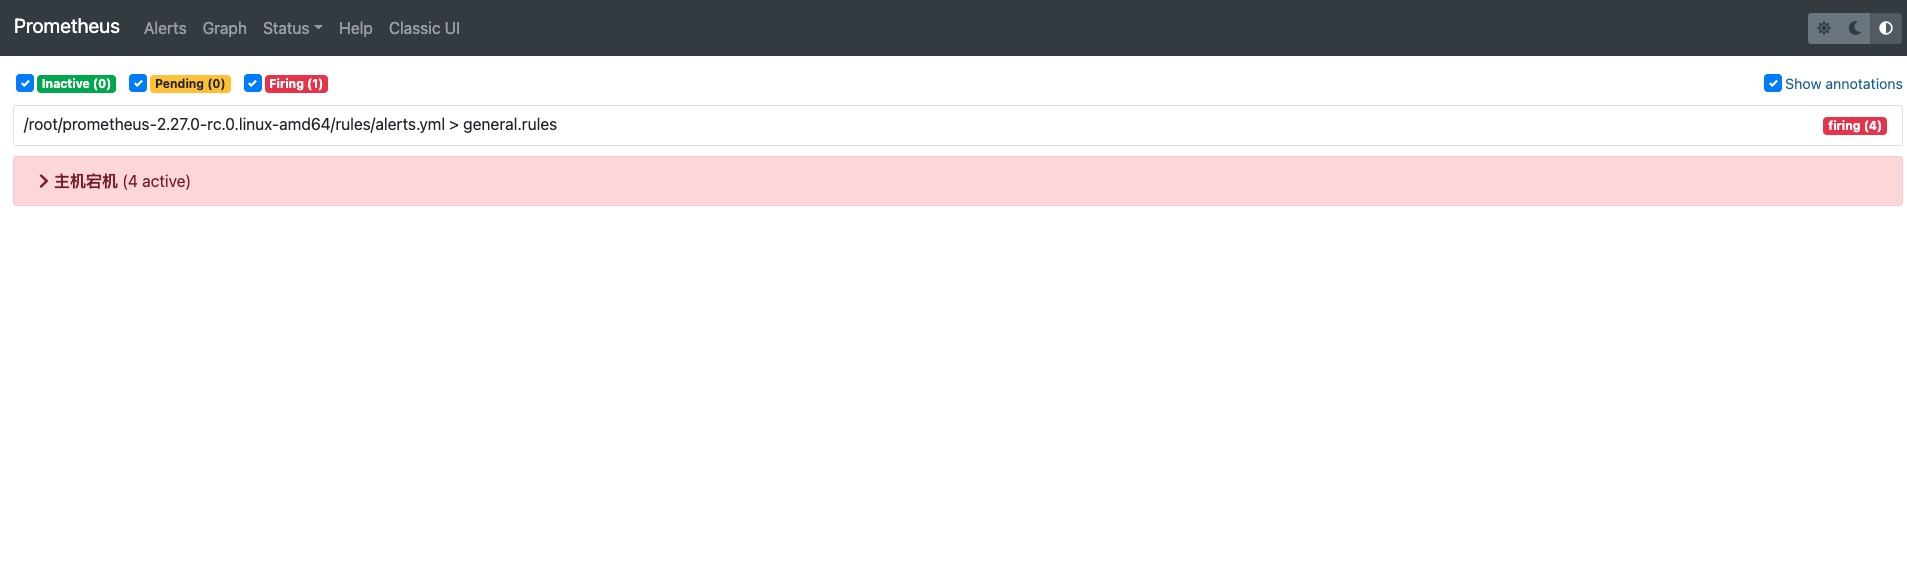 Prometheus Alerts Graph Status Help Classic UI
Inactive (0) Pending (0) Firing (1) Show annotations
/root/prometheus-2.27.0-rc.0.linux-amd64/rules/alerts.yml > general.rules firing (4)
主机宕机 (4 active)